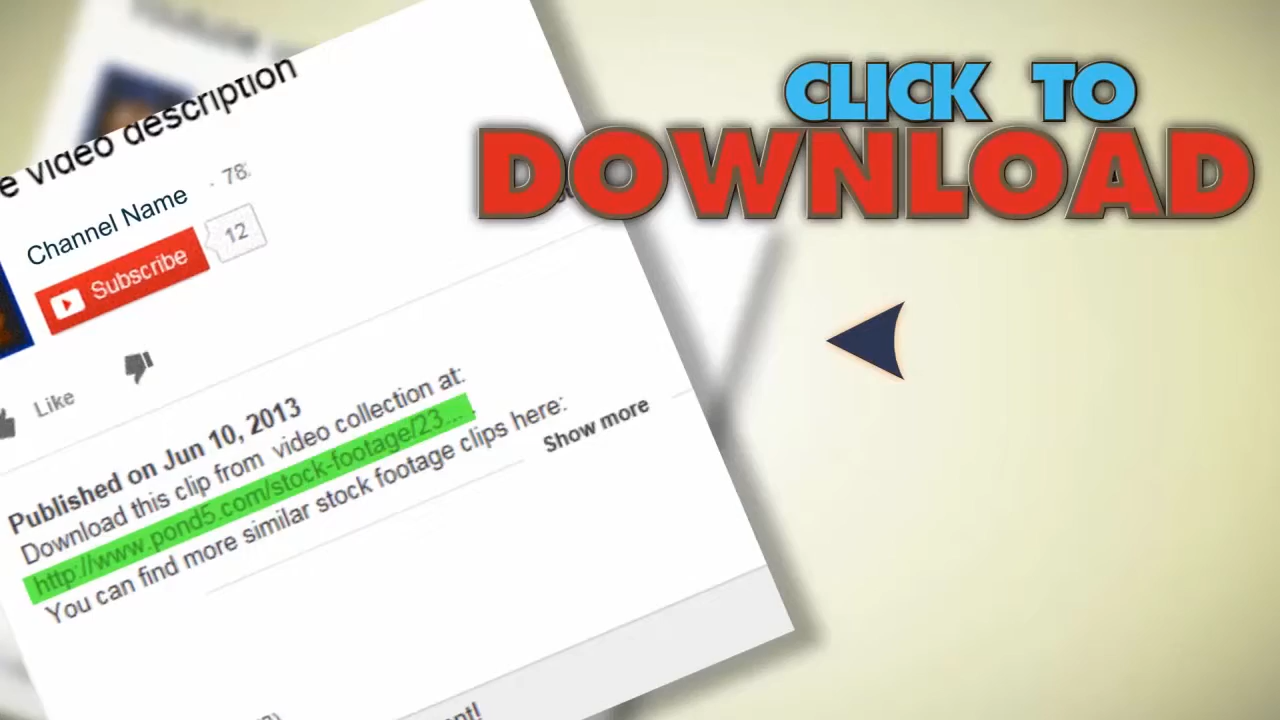 e video description
Channel Name · 78
Subscribe 12
Like
Published on Jun 10, 2013
Download this clip from video collection at:
http://www.pond5.com/stock-footage/23... .
You can find more similar stock footage clips here:
Show more
CLICK TO
DOWNLOAD